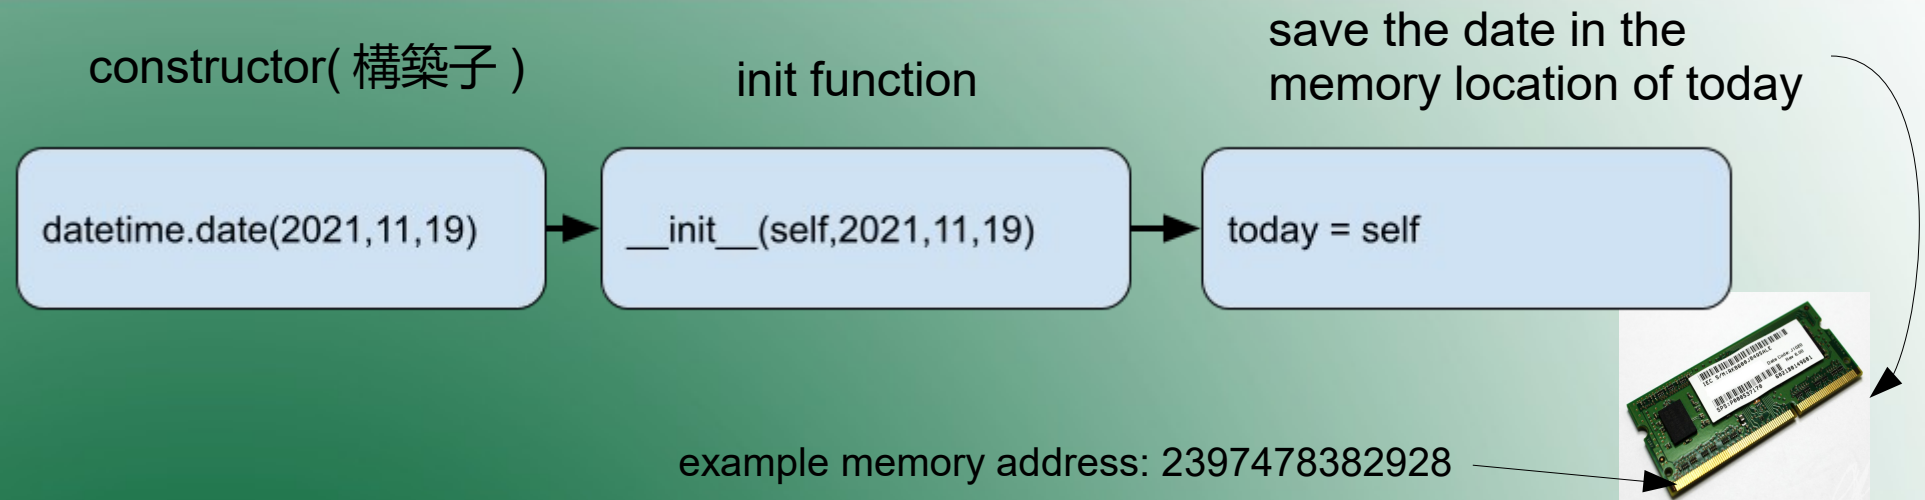 constructor( 構築子 )
init function
save the date in the
memory location of today
datetime.date(2021,11,19)
__init__(self,2021,11,19)
today = self
example memory address: 2397478382928